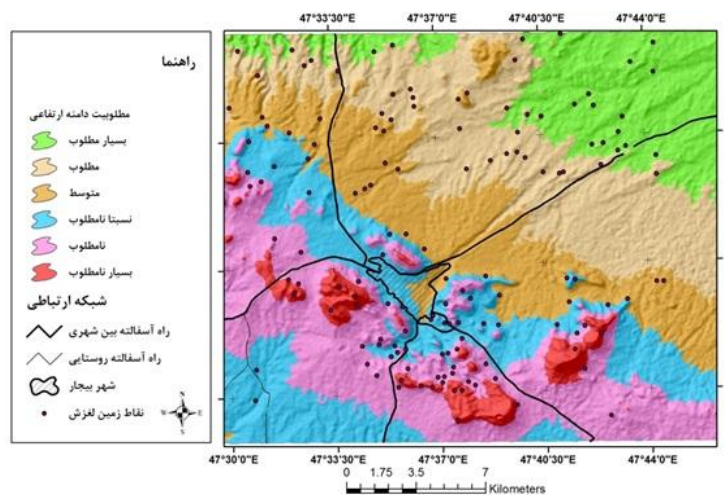 47°33'30"E 47°37'0"E 47°40'30"E 47°44'0"E
راهنما
مطلوبیت دامنه ارتفاعی
بسیار مطلوب
مطلوب
متوسط
نسبتا نامطلوب
نامطلوب
بسیار نامطلوب
شبکه ارتباطی
راه آسفالته بین شهری
راه آسفالته روستایی
شهر بیجار
نقاط زمین لغزش
N
W E
S
47°30'0"E 47°33'30"E 47°37'0"E 47°40'30"E 47°44'0"E
0 1.75 3.5 7
Kilometers